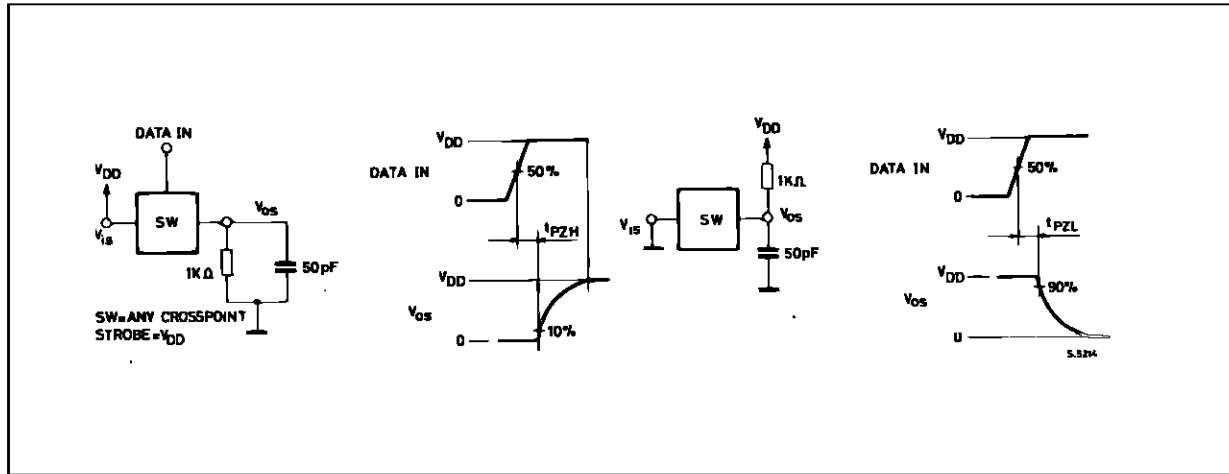 DATA IN
VDD
SW
Vis
Vos
1KΩ
50pF
SW=ANY CROSSPOINT
STROBE=VDD
DATA IN
VDD
50%
0
tPZH
VDD
Vos
10%
0
VDD
1KΩ
SW
VIS
Vos
50pF
DATA IN
VDD
50%
0
tPZL
VDD
90%
Vos
U
S.5214